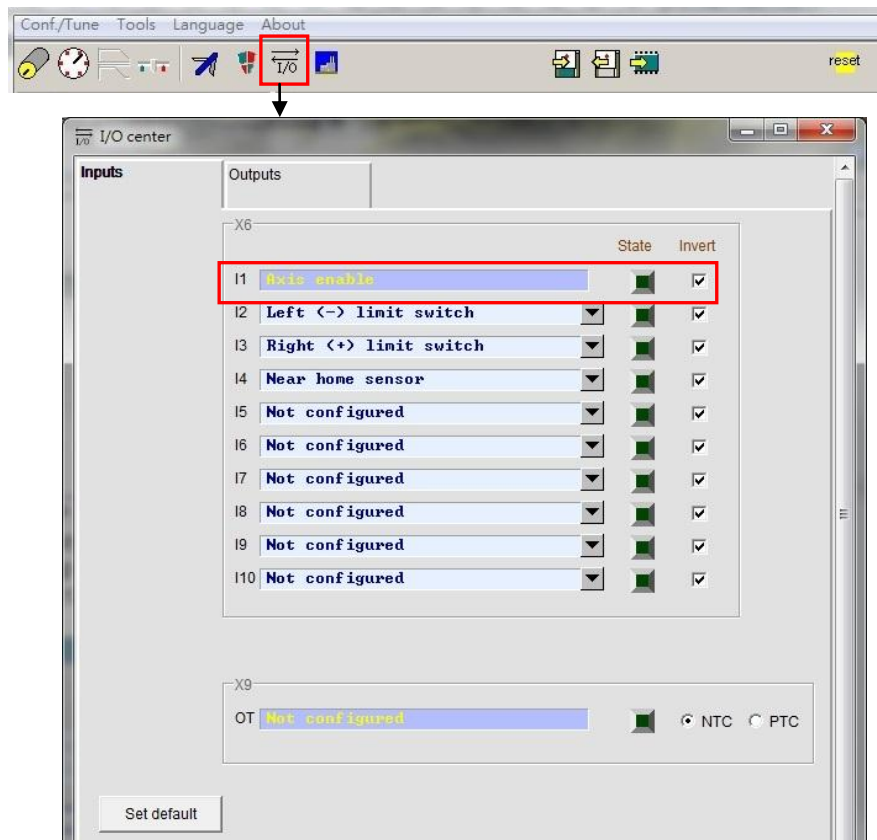 Conf./Tune Tools Language About
I/O
reset
I/O I/O center
Inputs Outputs
X6
State Invert
I1 Axis enable
I2 Left (-) limit switch
I3 Right (+) limit switch
I4 Near home sensor
I5 Not configured
I6 Not configured
I7 Not configured
I8 Not configured
I9 Not configured
I10 Not configured
X9
OT Not configured NTC PTC
Set default